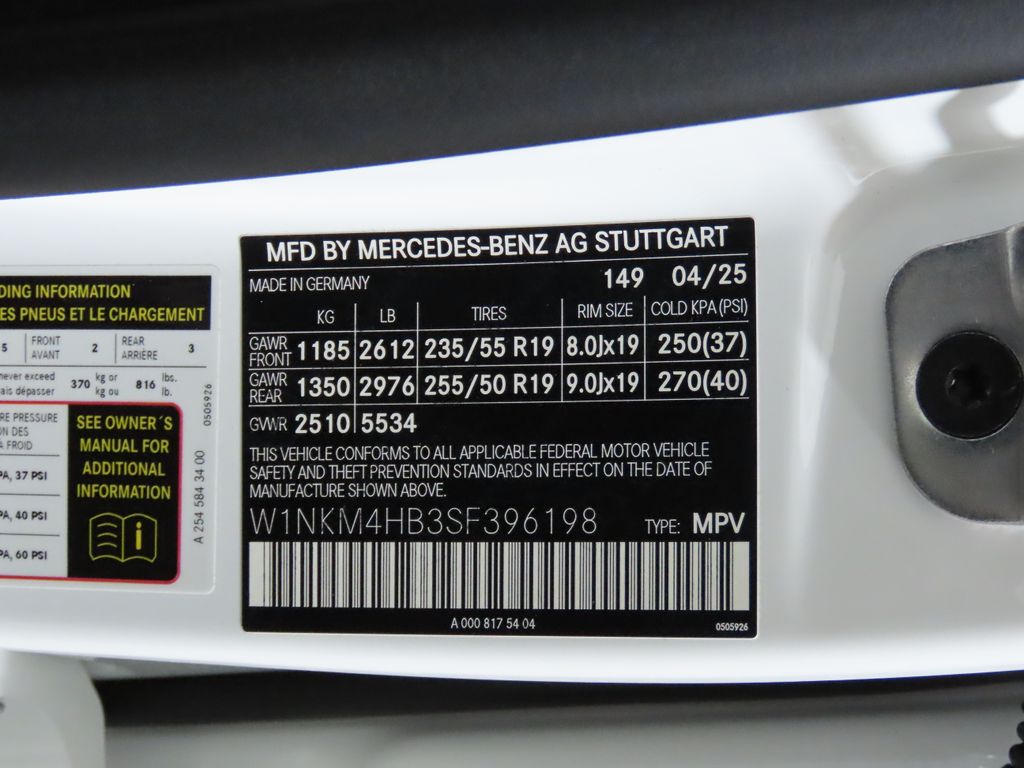 DING INFORMATION
ES PNEUS ET LE CHARGEMENT
5 FRONT AVANT 2 REAR ARRIÈRE 3
never exceed 370 kg or 816 lbs.
ais dépasser kg ou lb.
RE PRESSURE
ON DES
À FROID
PA, 37 PSI
PA, 40 PSI
PA, 60 PSI
SEE OWNER´S
MANUAL FOR
ADDITIONAL
INFORMATION
i
0505926
A 254 584 34 00
MFD BY MERCEDES-BENZ AG STUTTGART
MADE IN GERMANY 149 04/25
KG LB TIRES RIM SIZE COLD KPA (PSI)
GAWR FRONT 1185 2612 235/55 R19 8.0Jx19 250(37)
GAWR REAR 1350 2976 255/50 R19 9.0Jx19 270(40)
GVWR 2510 5534
THIS VEHICLE CONFORMS TO ALL APPLICABLE FEDERAL MOTOR VEHICLE
SAFETY AND THEFT PREVENTION STANDARDS IN EFFECT ON THE DATE OF
MANUFACTURE SHOWN ABOVE.
W1NKM4HB3SF396198 TYPE: MPV
A 000 817 54 04
0505926